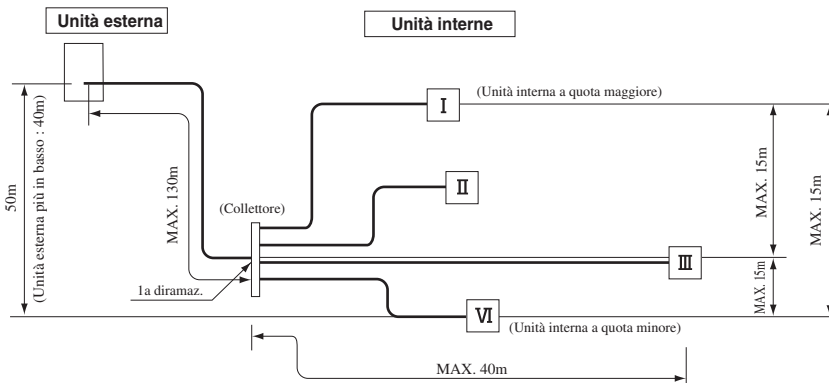 Unità esterna
Unità interne
I
(Unità interna a quota maggiore)
50m
(Unità esterna più in basso : 40m)
MAX. 130m
(Collettore)
II
MAX. 15m
MAX. 15m
III
MAX. 15m
1a diramaz.
VI
(Unità interna a quota minore)
MAX. 40m